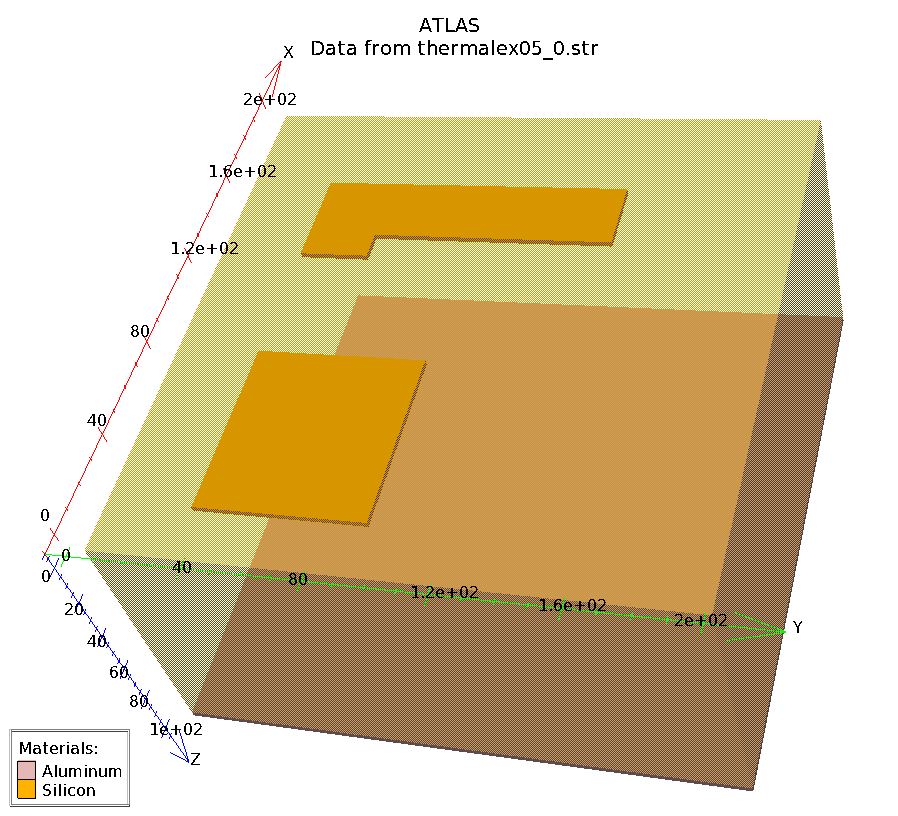 ATLAS
Data from thermalex05_0.str
X
2e+02
1.6e+02
1.2e+02
80
40
0
0
40
80
1.2e+02
1.6e+02
2e+02
Y
0
20
40
60
80
1e+02
Z
Materials:
Aluminum
Silicon